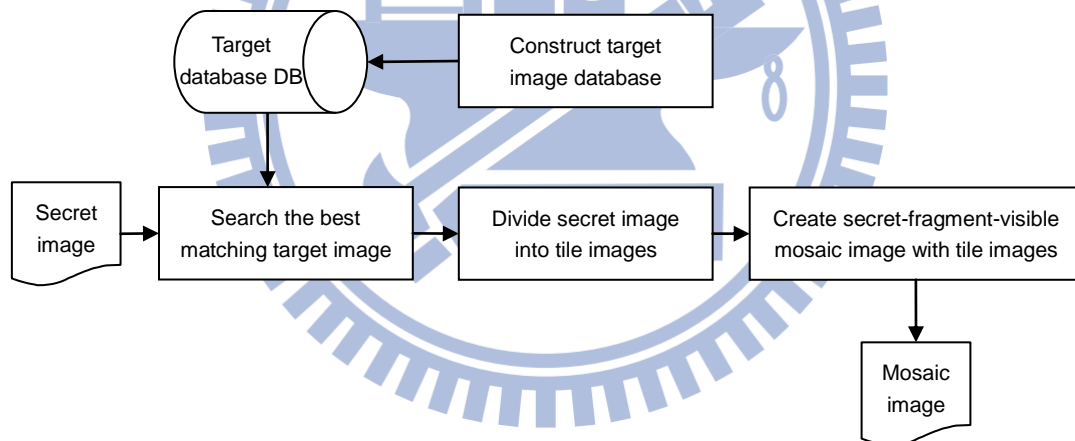 Target
database DB
Construct target
image database
Secret
image
Search the best
matching target image
Divide secret image
into tile images
Create secret-fragment-visible
mosaic image with tile images
Mosaic
image
8